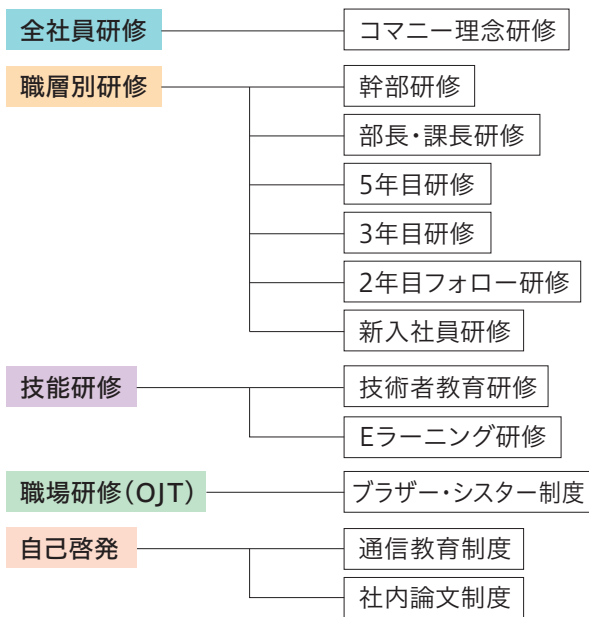 全社員研修
コマニー理念研修
職層別研修
幹部研修
部長・課長研修
5年目研修
3年目研修
2年目フォロー研修
新入社員研修
技能研修
技術者教育研修
Eラーニング研修
職場研修(OJT)
ブラザー・シスター制度
自己啓発
通信教育制度
社内論文制度